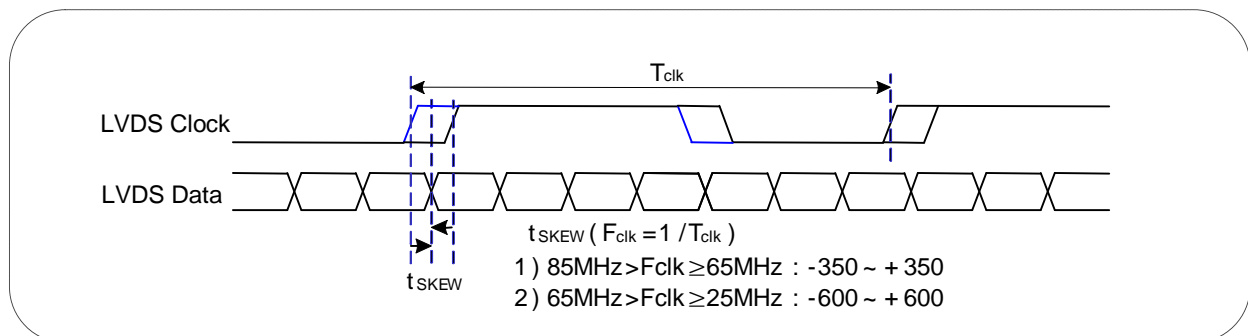 Tclk
LVDS Clock
LVDS Data
tSKEW
tSKEW ( Fclk = 1 / Tclk )
1 ) 85MHz > Fclk ≥ 65MHz : -350 ~ + 350
2 ) 65MHz > Fclk ≥ 25MHz : -600 ~ + 600